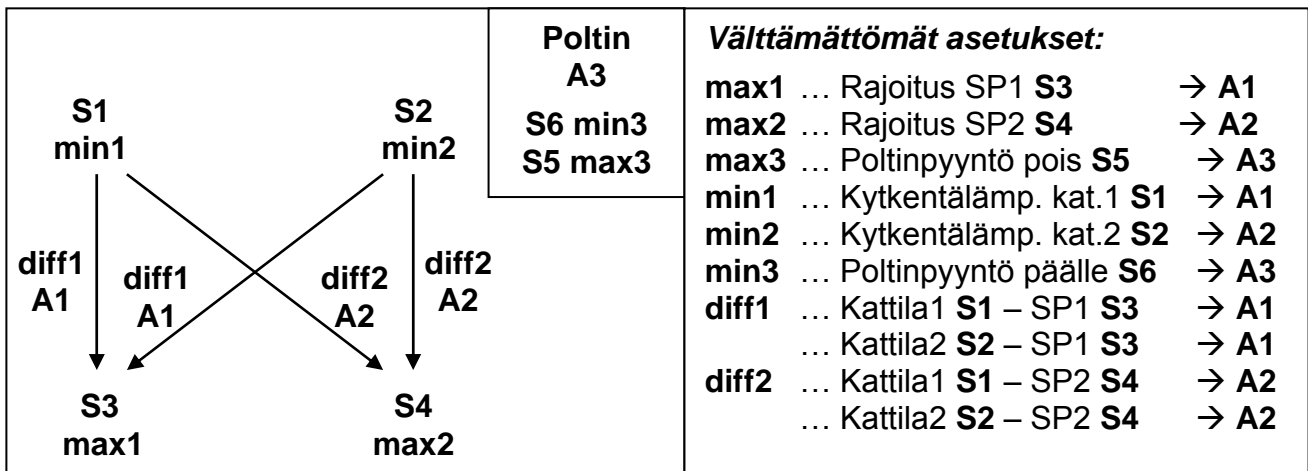 S1
min1
S2
min2
diff1
A1
diff1
A1
diff2
A2
diff2
A2
S3
max1
S4
max2
Poltin
A3
S6 min3
S5 max3
Välttämättömät asetukset:
max1 … Rajoitus SP1 S3 → A1
max2 … Rajoitus SP2 S4 → A2
max3 … Poltinpyyntö pois S5 → A3
min1 … Kytkentälämp. kat.1 S1 → A1
min2 … Kytkentälämp. kat.2 S2 → A2
min3 … Poltinpyyntö päälle S6 → A3
diff1 … Kattila1 S1 – SP1 S3 → A1
… Kattila2 S2 – SP1 S3 → A1
diff2 … Kattila1 S1 – SP2 S4 → A2
… Kattila2 S2 – SP2 S4 → A2